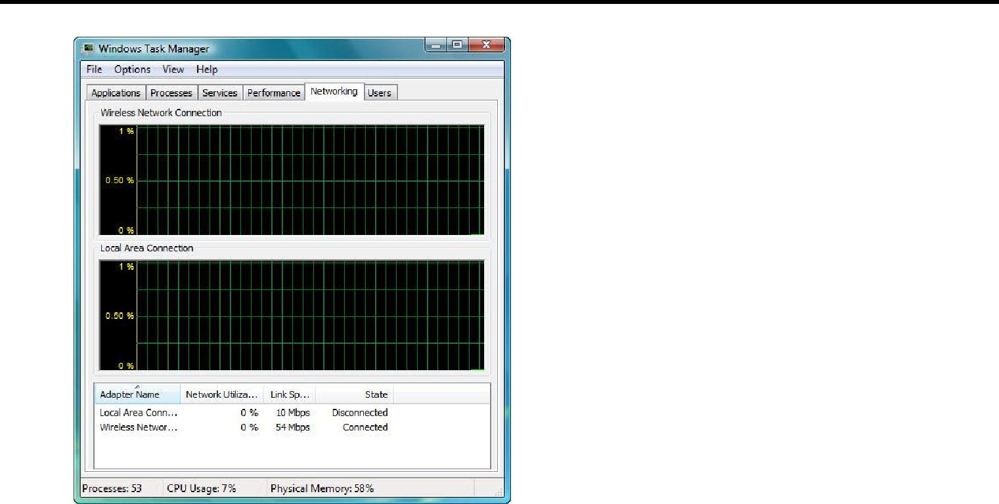 Windows Task Manager
File Options View Help
Applications Processes Services Performance Networking Users
Wireless Network Connection
1 %
0.50 %
0 %
Local Area Connection
1 %
0.50 %
0 %
Adapter Name Network Utiliza... Link Sp... State
Local Area Conn... 0 % 10 Mbps Disconnected
Wireless Networ... 0 % 54 Mbps Connected
Processes: 53 CPU Usage: 7% Physical Memory: 58%